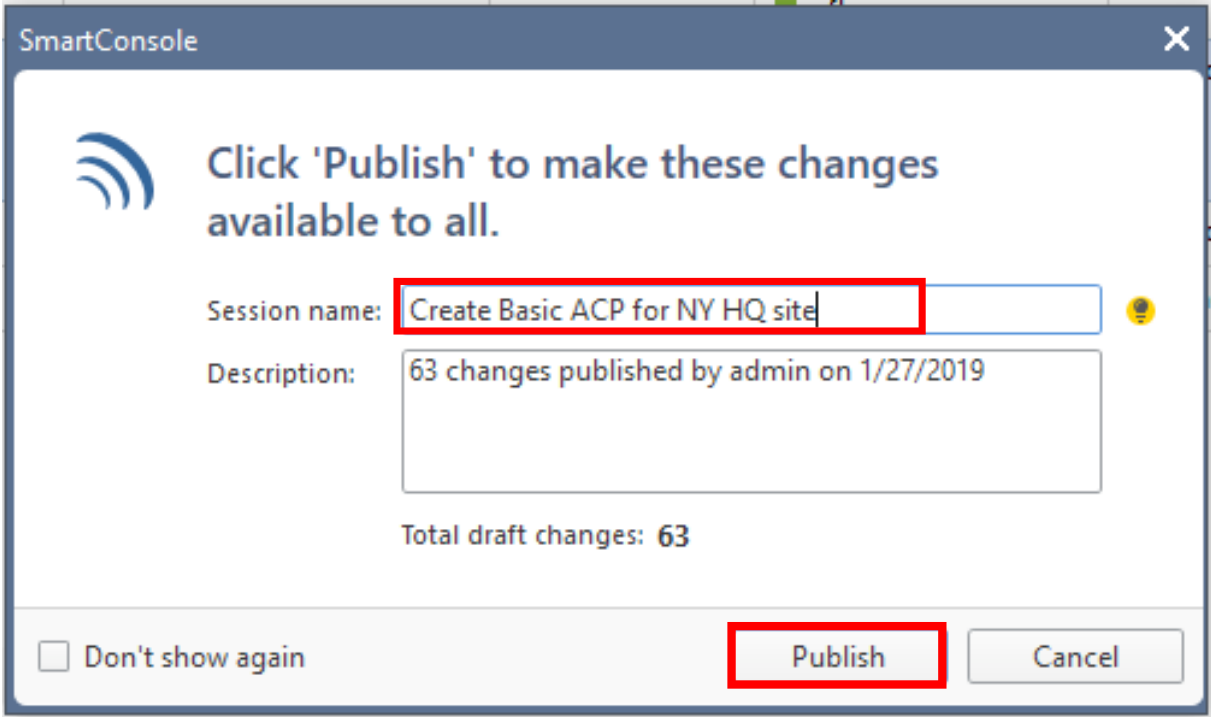 SmartConsole
Click 'Publish' to make these changes
available to all.
Session name: Create Basic ACP for NY HQ site
Description: 63 changes published by admin on 1/27/2019
Total draft changes: 63
Don't show again Publish Cancel